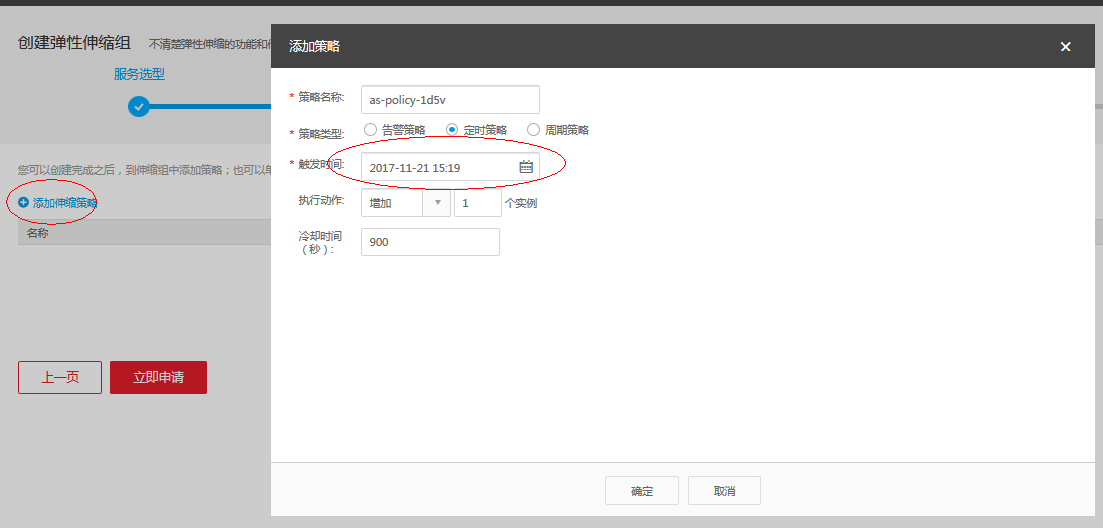 创建弹性伸缩组 不清楚弹性伸缩的功能和
服务选型
您可以创建完成之后，到伸缩组中添加策略；也可以
添加伸缩策略
名称
上一页 立即申请
添加策略
* 策略名称: as-policy-1d5v
* 策略类型: 告警策略 定时策略 周期策略
* 触发时间: 2017-11-21 15:19
执行动作: 增加 1 个实例
冷却时间
（秒）: 900
确定 取消